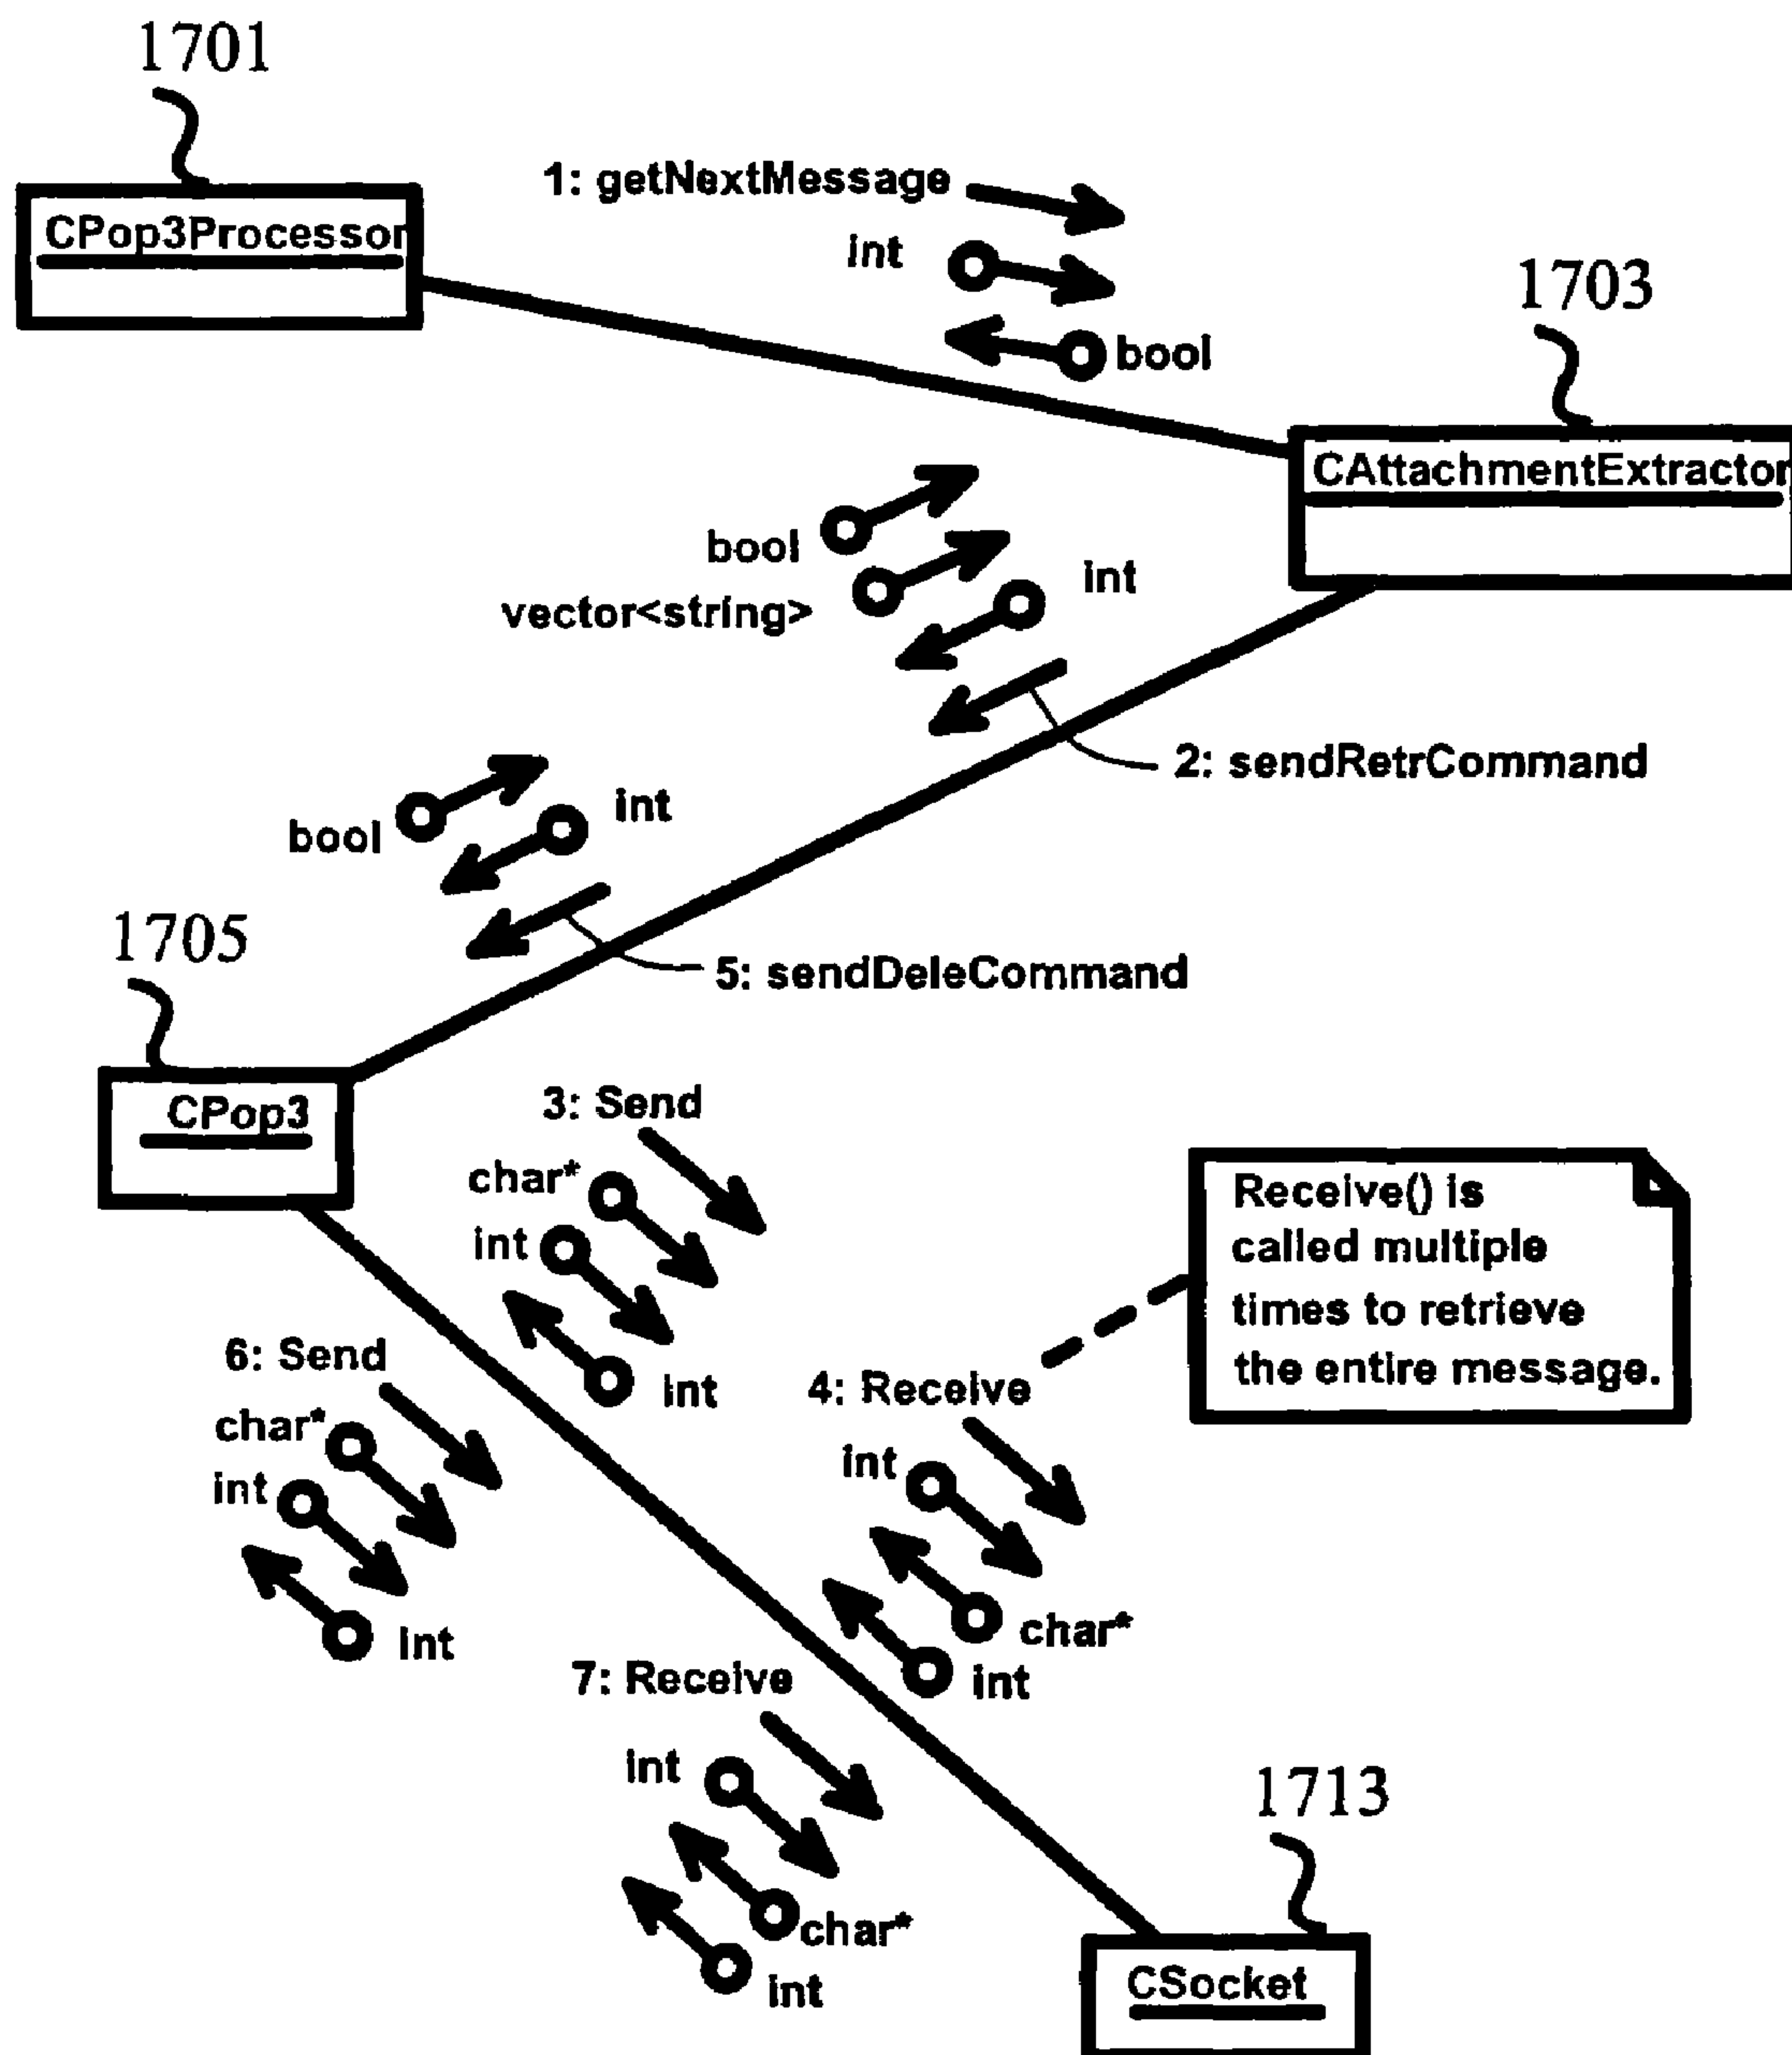 1701
CPop3Processor
1: getNextMessage
int
bool
1703
CAttachmentExtractor
bool
vector<string>
int
2: sendRetrCommand
bool
int
5: sendDeleCommand
1705
CPop3
3: Send
char*
int
int
Receive() is
called multiple
times to retrieve
the entire message.
6: Send
char*
int
int
4: Receive
int
char*
int
7: Receive
int
char*
int
1713
CSocket